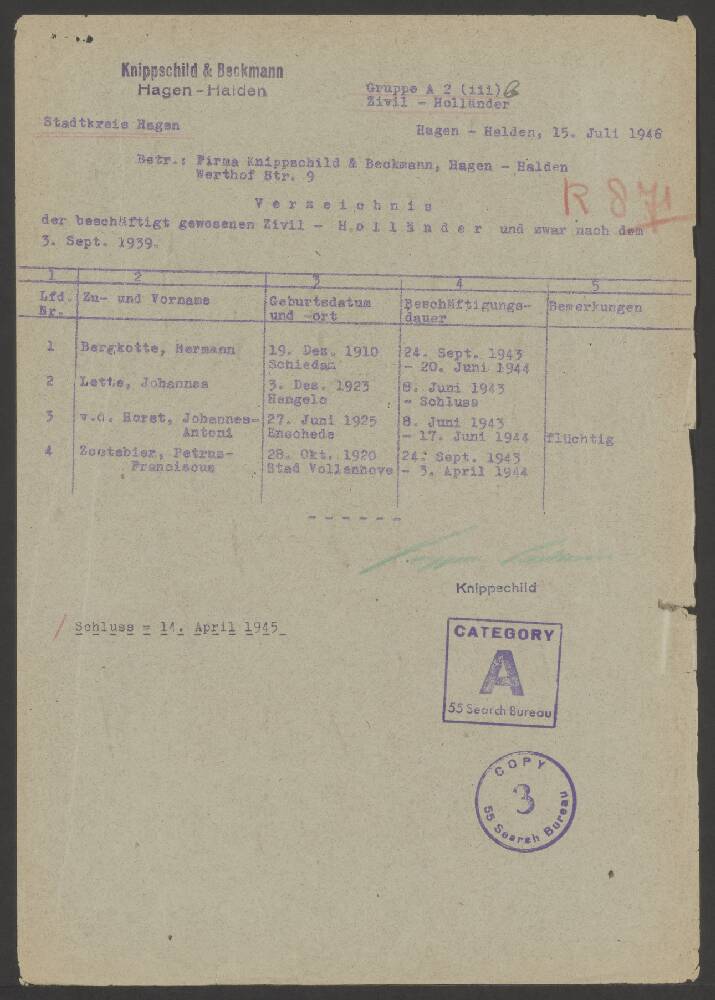 Knippschild & Beckmann
Hagen - Halden
Gruppe A 2 (iii) b
Zivil - Holländer
Stadtkreis Hagen
Hagen - Halden, 15. Juli 1946
Betr.: Firma Knippschild & Beckmann, Hagen - Halden
Werthof Str. 9
R 871
Verzeichnis
der beschäftigt gewesenen Zivil - Holländer und zwar nach dem
3. Sept. 1939.
1 2 3 4 5
Lfd. Zu- und Vorname Geburtsdatum Beschäftigungs- Bemerkungen
Nr. und -ort dauer
1 Bergkotte, Hermann 19. Dez. 1910 24. Sept. 1943
Schiedam - 20. Juni 1944
2 Lette, Johannes 3. Dez. 1923 8. Juni 1943
Hengelo - Schluss
3 v.d. Horst, Johannes- 27. Juni 1925 8. Juni 1943
Antoni Enschede - 17. Juni 1944 flüchtig
4 Zoetebier, Petrus- 28. Okt. 1920 24. Sept. 1943
Franciscus Stad Vollenhove - 3. April 1944
- - - - - -
Knippschild
/ Schluss = 14. April 1945
CATEGORY
A
55 Search Bureau
COPY
3
55 Search Bureau